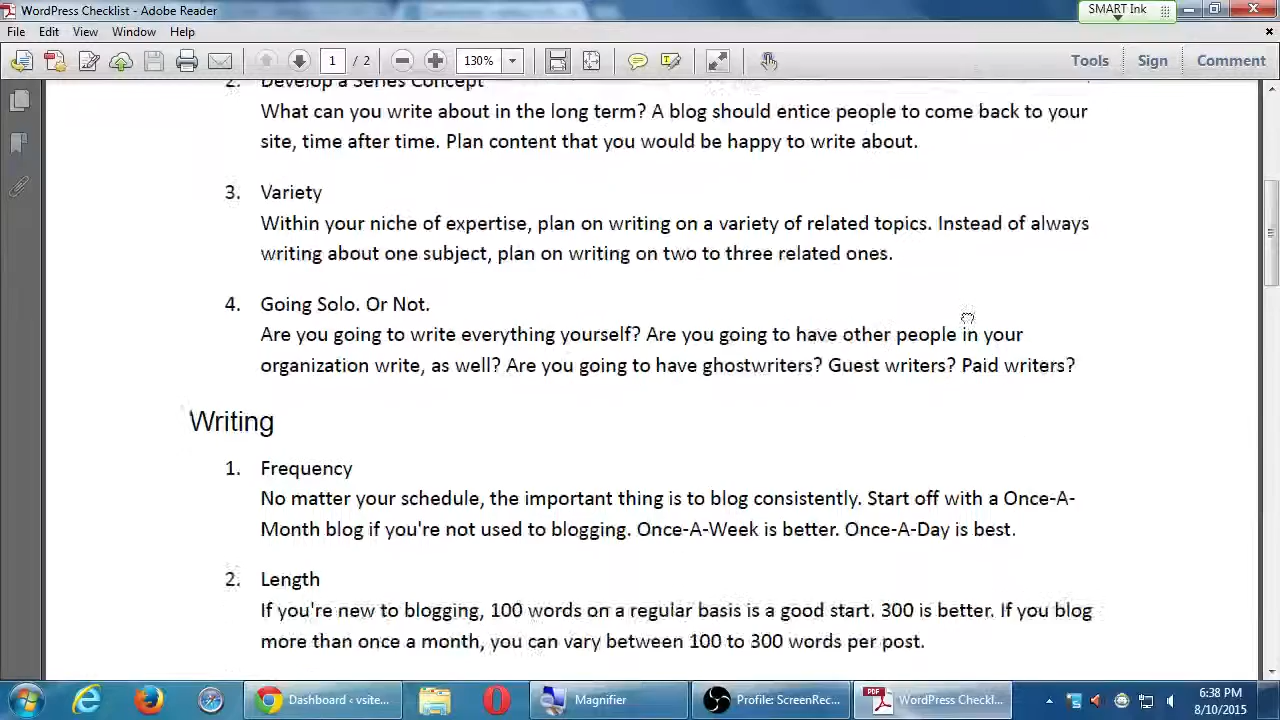 WordPress Checklist - Adobe Reader
SMART Ink
File Edit View Window Help
1 / 2 130% Tools Sign Comment
2. Develop a Series Concept
What can you write about in the long term? A blog should entice people to come back to your
site, time after time. Plan content that you would be happy to write about.
3. Variety
Within your niche of expertise, plan on writing on a variety of related topics. Instead of always
writing about one subject, plan on writing on two to three related ones.
4. Going Solo. Or Not.
Are you going to write everything yourself? Are you going to have other people in your
organization write, as well? Are you going to have ghostwriters? Guest writers? Paid writers?
Writing
1. Frequency
No matter your schedule, the important thing is to blog consistently. Start off with a Once-A-
Month blog if you're not used to blogging. Once-A-Week is better. Once-A-Day is best.
2. Length
If you're new to blogging, 100 words on a regular basis is a good start. 300 is better. If you blog
more than once a month, you can vary between 100 to 300 words per post.
Dashboard ‹ vsite... Magnifier Profile: ScreenRec... PDF WordPress Checkl... 6:38 PM
8/10/2015